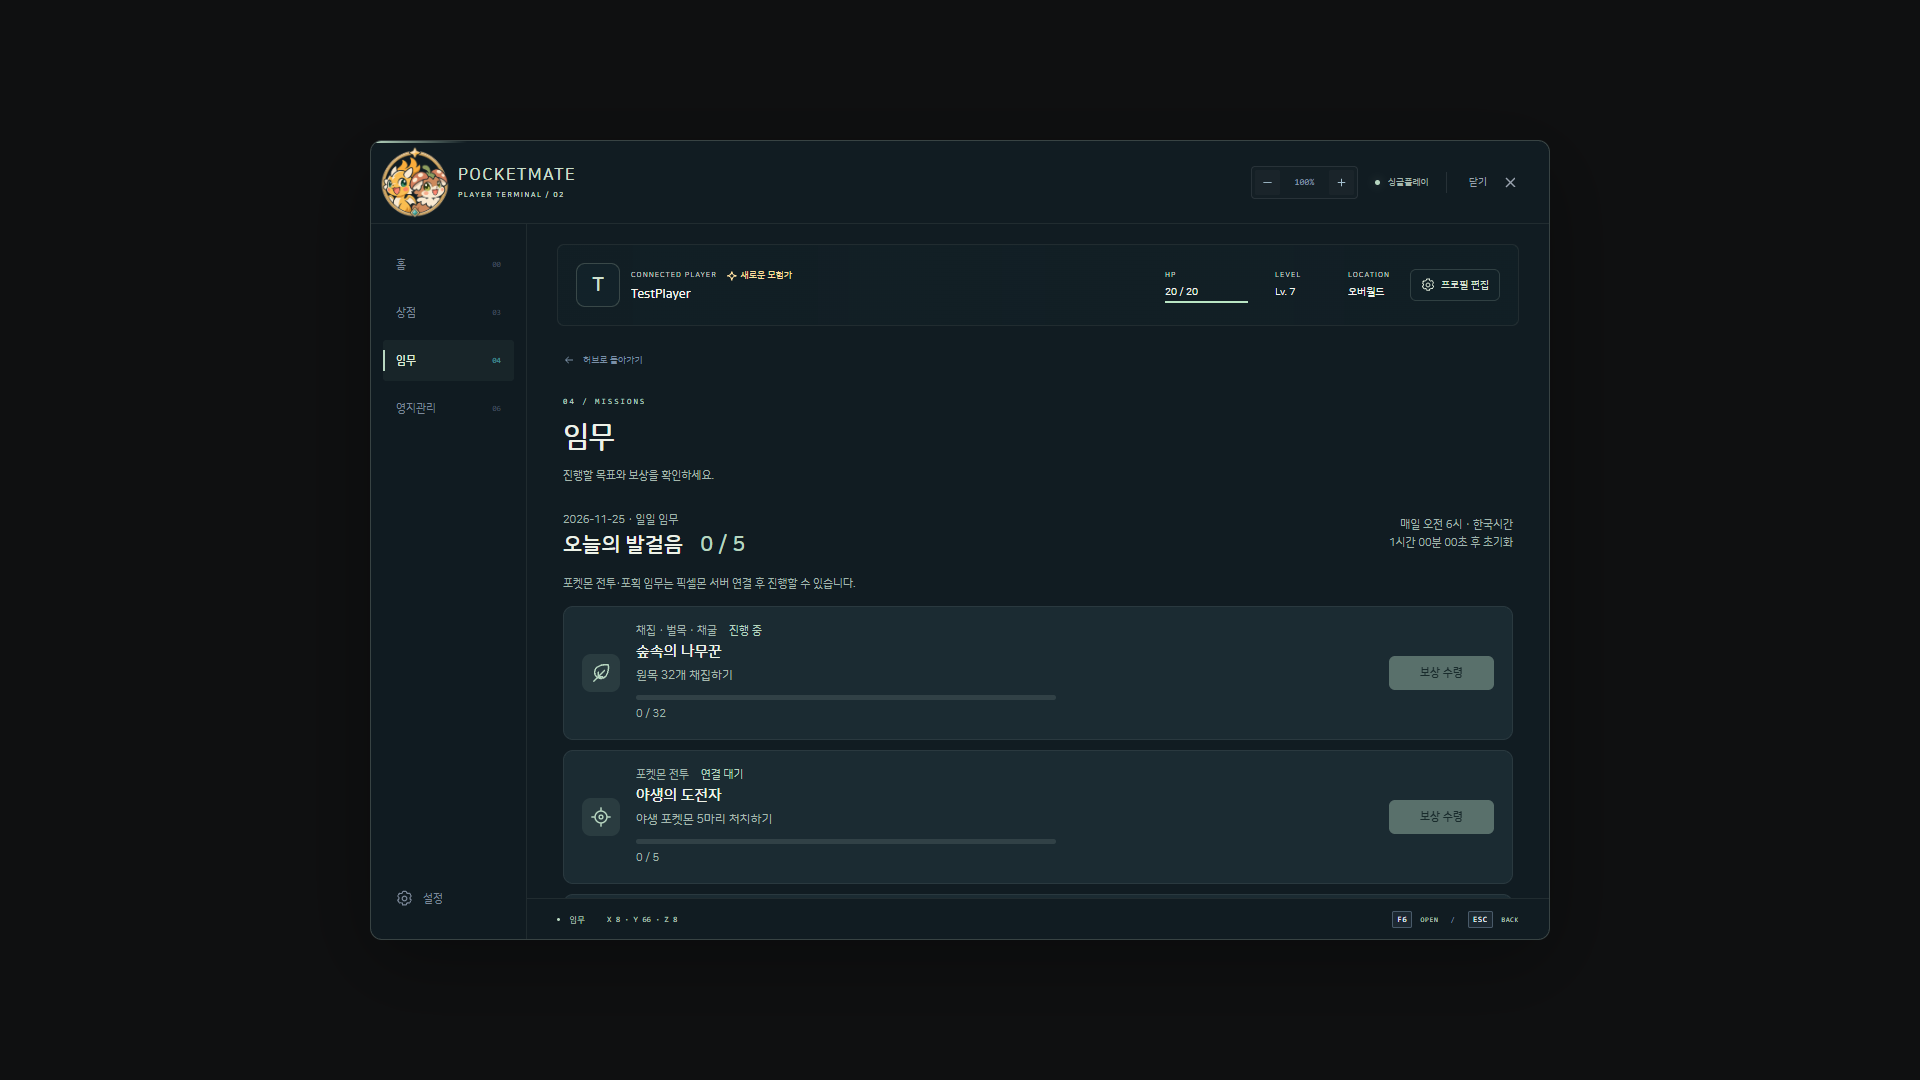 POCKETMATE
PLAYER TERMINAL / 02
100%
싱글플레이
닫기
홈 00
상점 03
임무 04
영지관리 06
설정
T
CONNECTED PLAYER 새로운 모험가
TestPlayer
HP
20 / 20
LEVEL
Lv. 7
LOCATION
오버월드
프로필 편집
허브로 돌아가기
04 / MISSIONS
임무
진행할 목표와 보상을 확인하세요.
2026-11-25 · 일일 임무
오늘의 발걸음 0 / 5
매일 오전 6시 · 한국시간
1시간 00분 00초 후 초기화
포켓몬 전투·포획 임무는 픽셀몬 서버 연결 후 진행할 수 있습니다.
채집 · 벌목 · 채굴 진행 중
숲속의 나무꾼
원목 32개 채집하기
0 / 32
보상 수령
포켓몬 전투 연결 대기
야생의 도전자
야생 포켓몬 5마리 처치하기
0 / 5
보상 수령
임무 X 8 · Y 66 · Z 8
F6 OPEN / ESC BACK